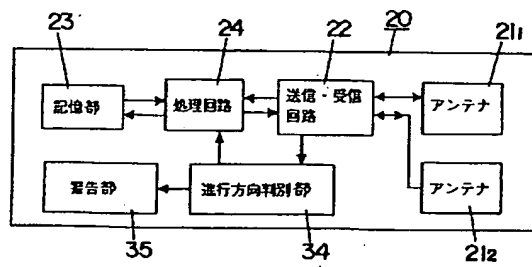 20
23
24
22
21₁
記憶部
処理回路
送信・受信
回路
アンテナ
警告部
進行方向判別部
アンテナ
35
34
21₂